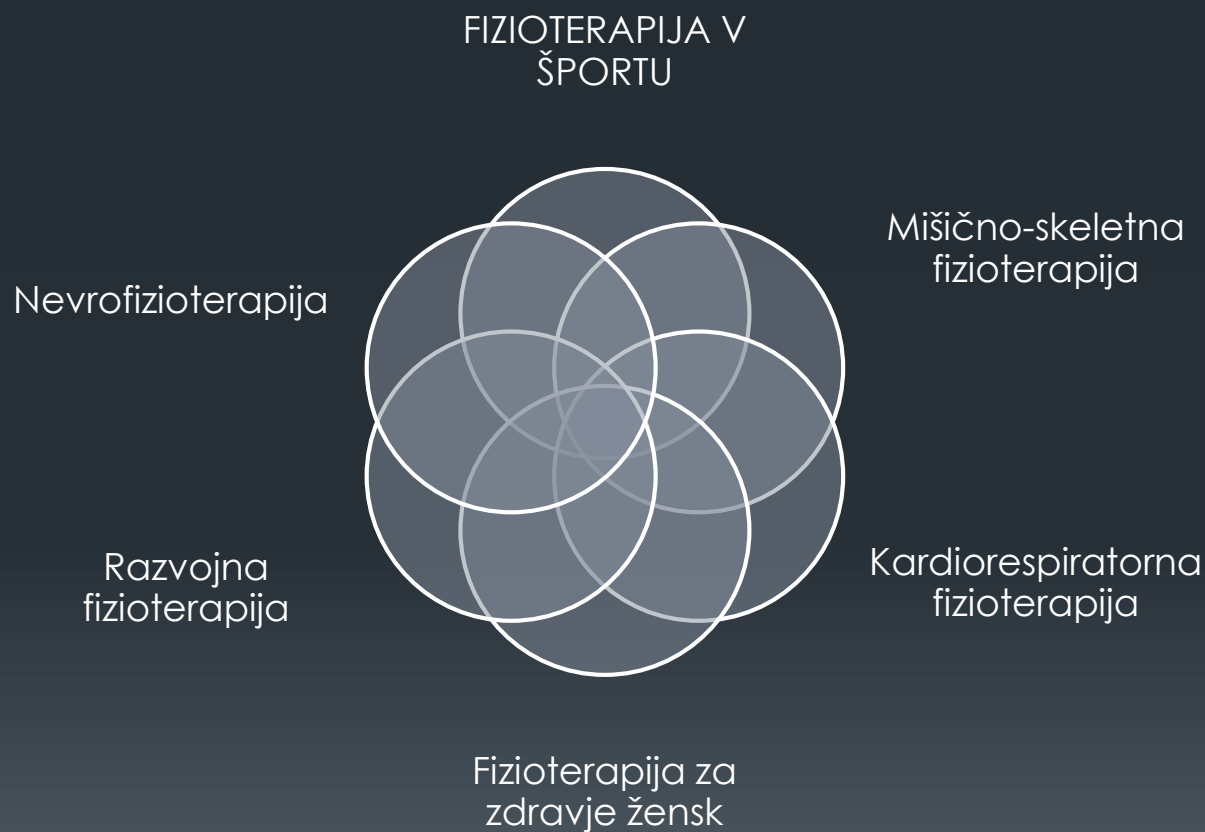 FIZIOTERAPIJA V
ŠPORTU
Mišično-skeletna
fizioterapija
Nevrofizioterapija
Razvojna
fizioterapija
Kardiorespiratorna
fizioterapija
Fizioterapija za
zdravje žensk